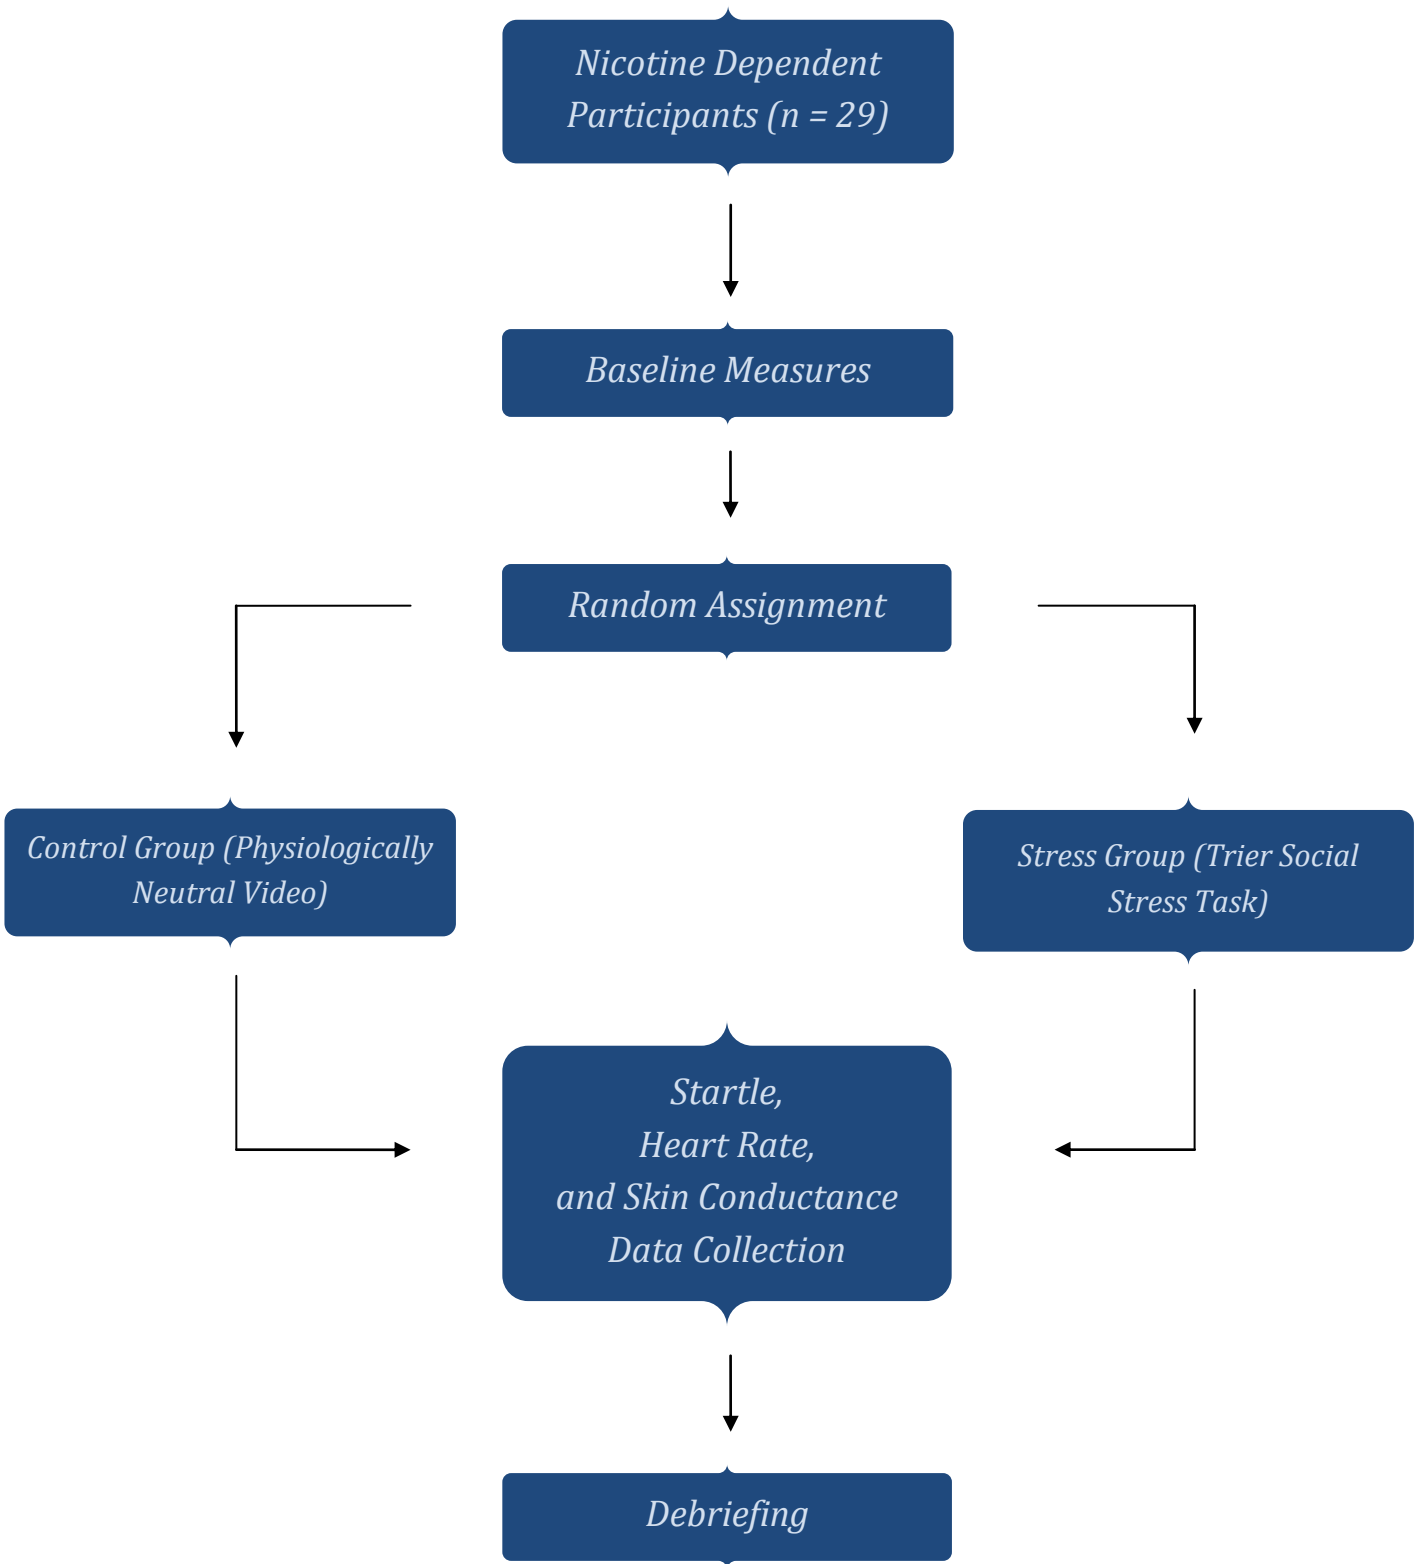 Nicotine Dependent
Participants (n = 29)
Baseline Measures
Random Assignment
Control Group (Physiologically
Neutral Video)
Stress Group (Trier Social
Stress Task)
Startle,
Heart Rate,
and Skin Conductance
Data Collection
Debriefing